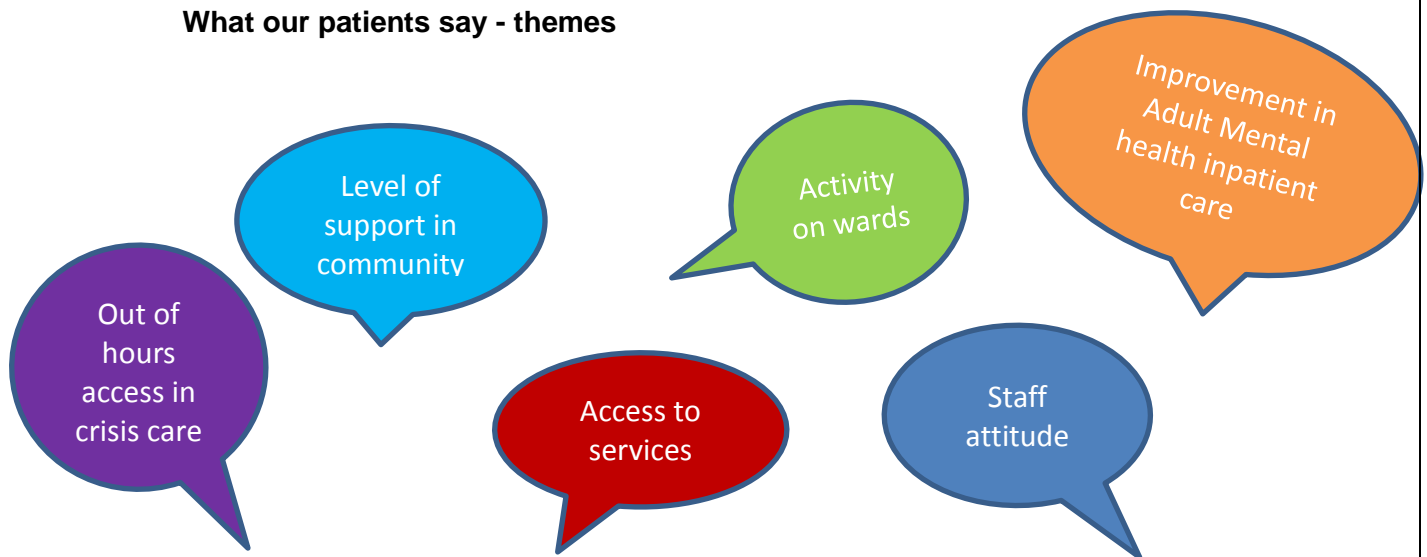 What our patients say - themes
Improvement in
Adult Mental
health inpatient
care
Activity
on wards
Level of
support in
community
Out of
hours
access in
crisis care
Access to
services
Staff
attitude